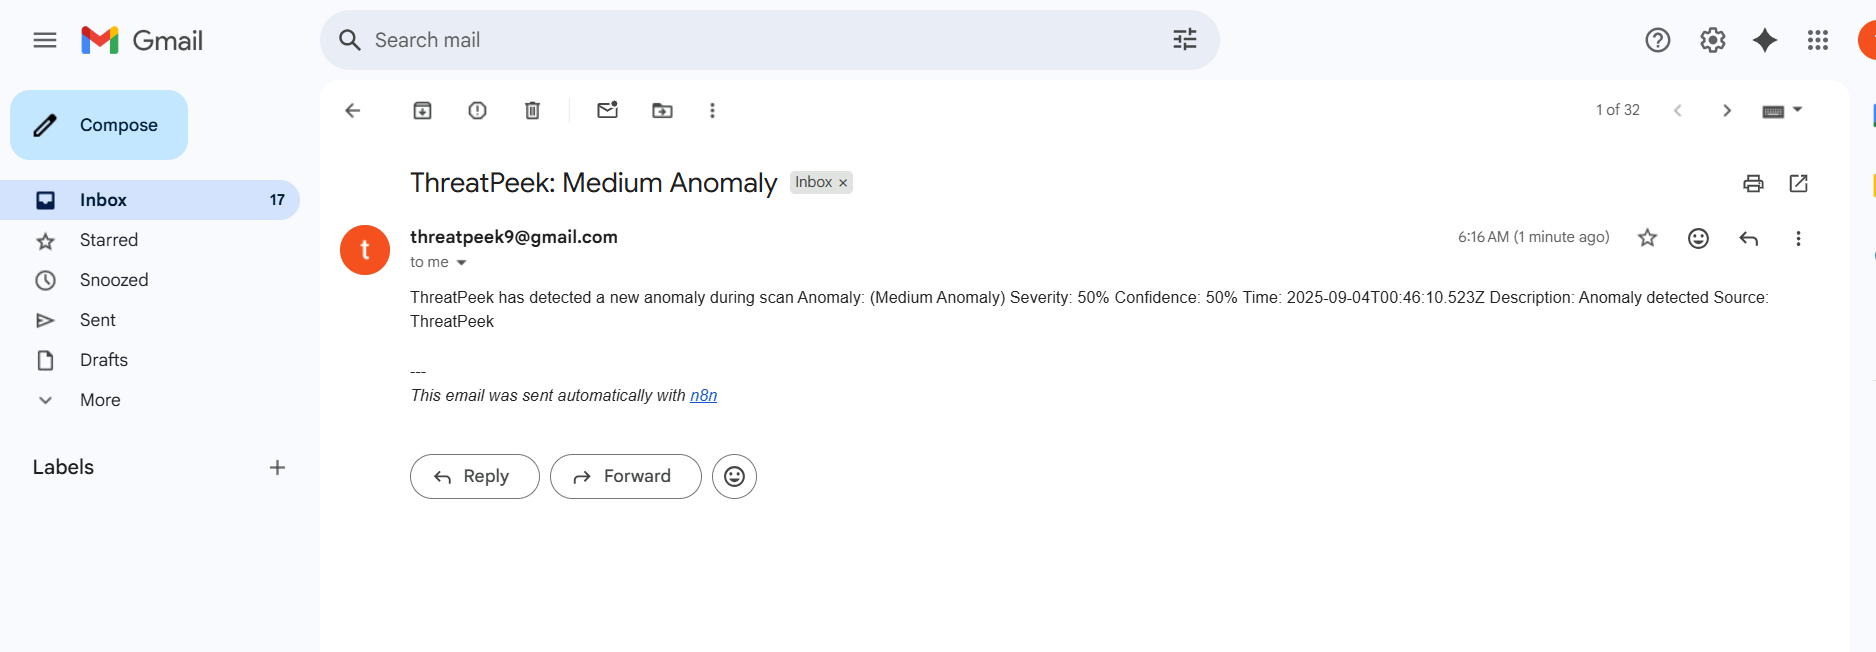 Gmail
Search mail
Compose
1 of 32
ThreatPeek: Medium Anomaly
Inbox ×
Inbox 17
Starred
Snoozed
Sent
Drafts
More
Labels
t
threatpeek9@gmail.com
6:16 AM (1 minute ago)
to me
ThreatPeek has detected a new anomaly during scan Anomaly: (Medium Anomaly) Severity: 50% Confidence: 50% Time: 2025-09-04T00:46:10.523Z Description: Anomaly detected Source:
ThreatPeek
---
This email was sent automatically with n8n
Reply
Forward